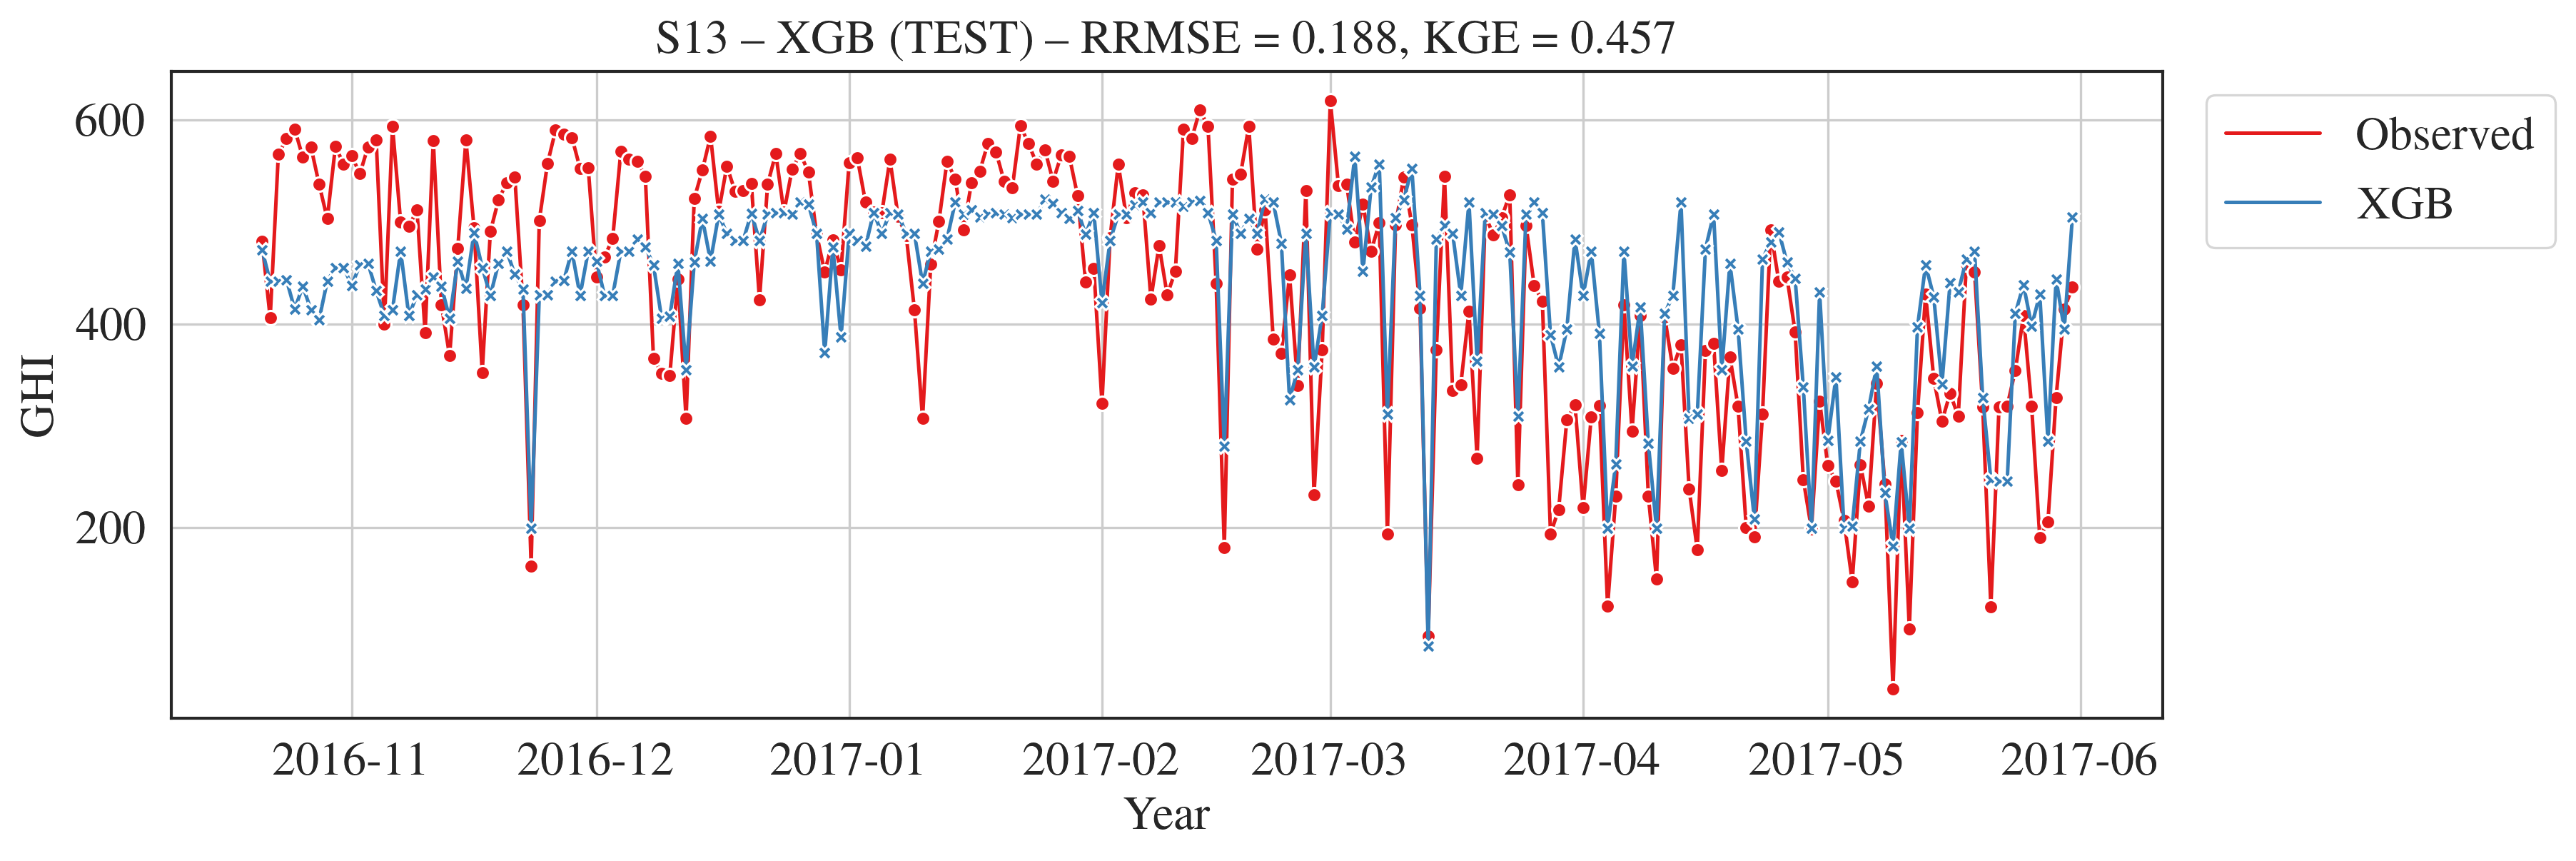 S13 – XGB (TEST) – RRMSE = 0.188, KGE = 0.457
Observed
XGB
GHI
600
400
200
2016-11
2016-12
2017-01
2017-02
2017-03
2017-04
2017-05
2017-06
Year